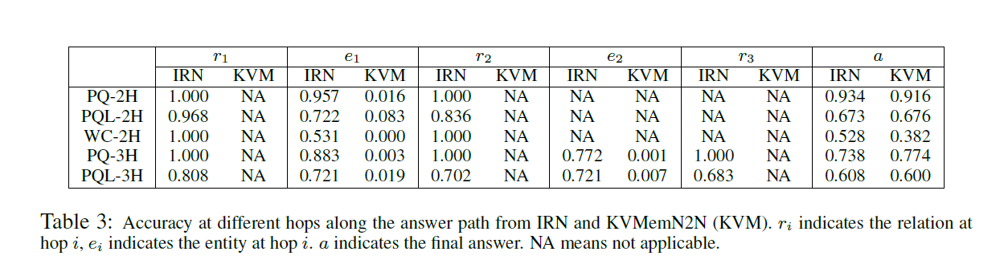 r1 e1 r2 e2 r3 a
IRN KVM IRN KVM IRN KVM IRN KVM IRN KVM IRN KVM
PQ-2H 1.000 NA 0.957 0.016 1.000 NA NA NA NA NA 0.934 0.916
PQL-2H 0.968 NA 0.722 0.083 0.836 NA NA NA NA NA 0.673 0.676
WC-2H 1.000 NA 0.531 0.000 1.000 NA NA NA NA NA 0.528 0.382
PQ-3H 1.000 NA 0.883 0.003 1.000 NA 0.772 0.001 1.000 NA 0.738 0.774
PQL-3H 0.808 NA 0.721 0.019 0.702 NA 0.721 0.007 0.683 NA 0.608 0.600
Table 3: Accuracy at different hops along the answer path from IRN and KVMemN2N (KVM). ri indicates the relation at
hop i, ei indicates the entity at hop i. a indicates the final answer. NA means not applicable.